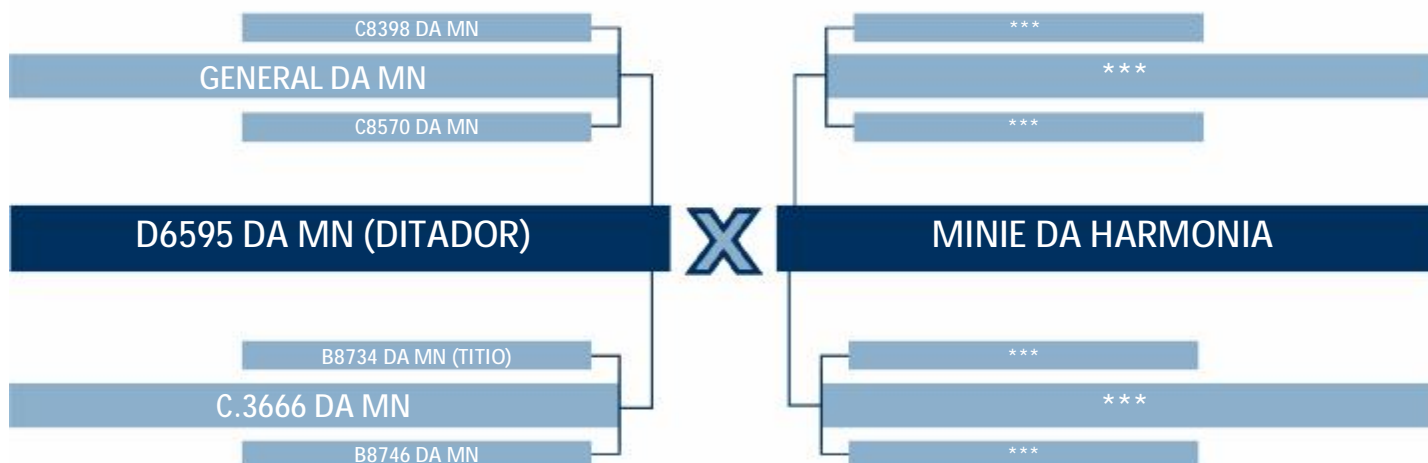 C8398 DA MN
***
GENERAL DA MN
***
C8570 DA MN
***
D6595 DA MN (DITADOR)
X
MINIE DA HARMONIA
B8734 DA MN (TITIO)
***
C.3666 DA MN
***
B8746 DA MN
***